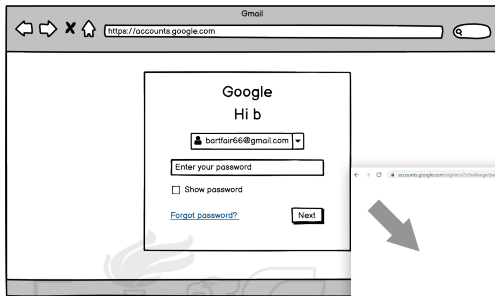 Gmail
https://accounts.google.com
Google
Hi b
bartfair66@gmail.com
Enter your password
Show password
Forgot password?
Next
accounts.google.com/signin/v2/challenge/pw